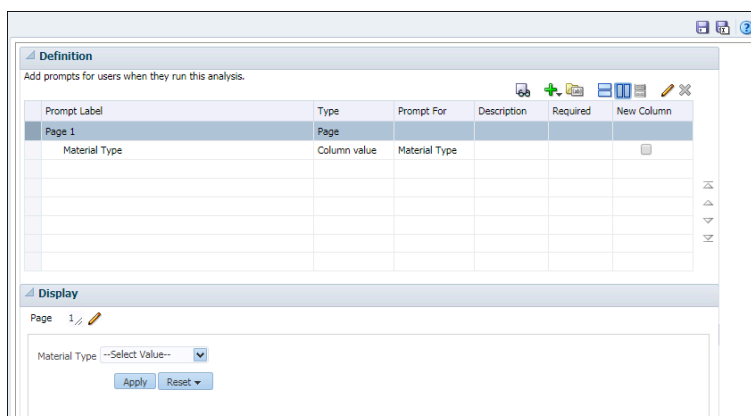 Definition
Add prompts for users when they run this analysis.
Prompt Label Type Prompt For Description Required New Column
Page 1 Page
Material Type Column value Material Type
Display
Page 1
Material Type --Select Value--
Apply Reset